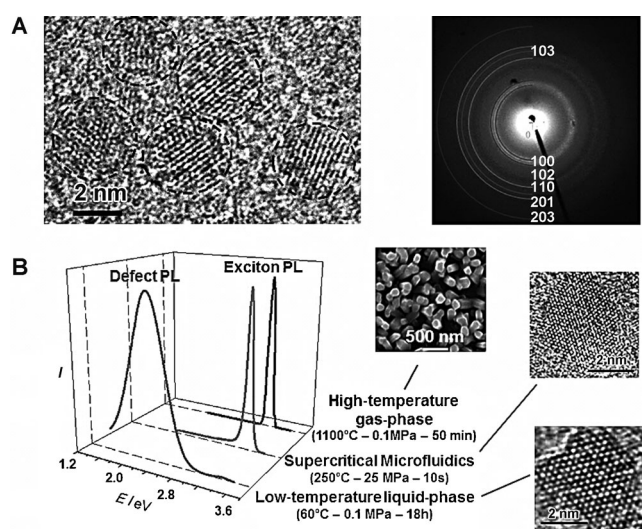 A
2 nm
103
100
102
110
201
203
B
Defect PL
Exciton PL
I
1.2
2.0
2.8
3.6
E/eV
500 nm
2 nm
High-temperature
gas-phase
(1100°C – 0.1MPa – 50 min)
Supercritical Microfluidics
(250°C – 25 MPa – 10s)
Low-temperature liquid-phase
(60°C – 0.1 MPa – 18h)
2 nm